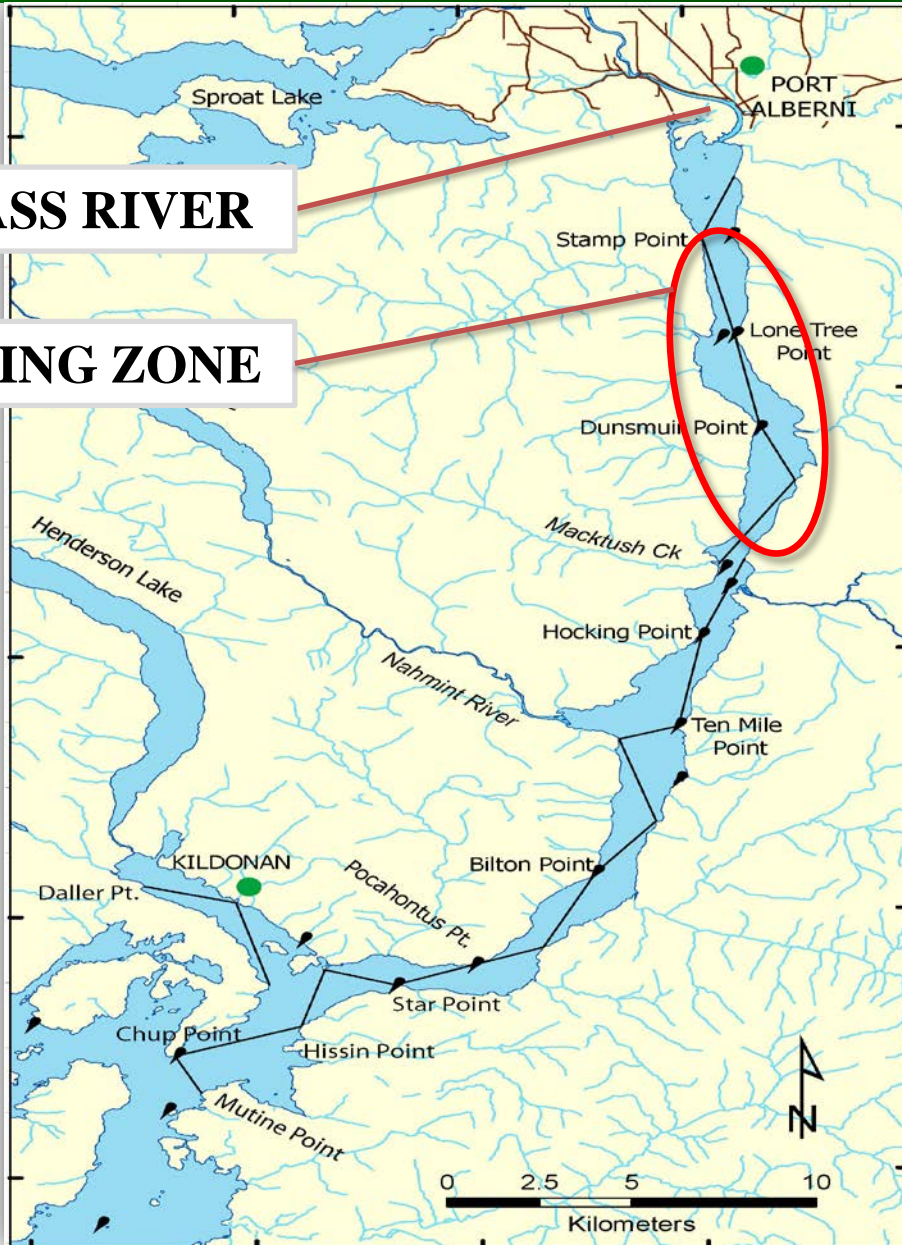 Sproat Lake
PORT
ALBERNI
ASS RIVER
Stamp Point
ING ZONE
Lone Tree
Point
Dunsmuir Point
Macktush Ck
Henderson Lake
Hocking Point
Nahmint River
Ten Mile
Point
KILDONAN
Bilton Point
Pocahontus Pt.
Daller Pt.
Star Point
Chup Point
Hissin Point
Mutine Point
N
0 2.5 5 10
Kilometers